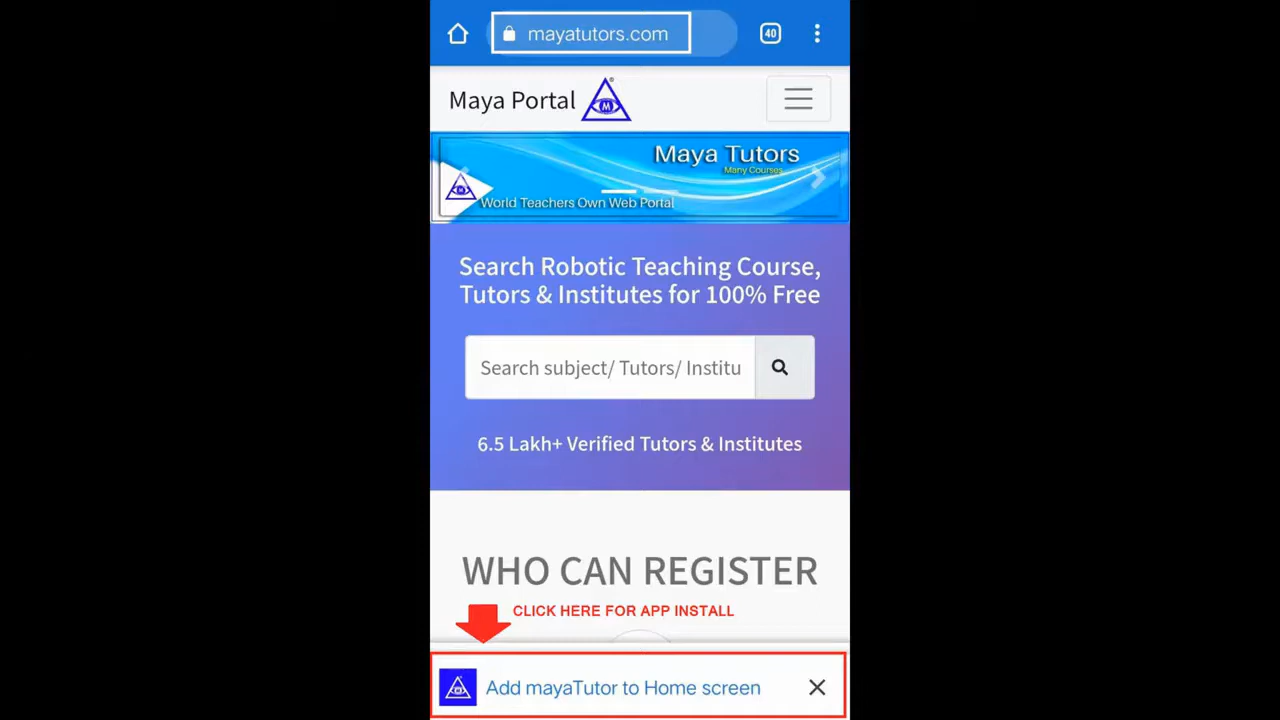 mayatutors.com
40
Maya Portal
M
Maya Tutors
Many Courses
World Teachers Own Web Portal
Search Robotic Teaching Course,
Tutors & Institutes for 100% Free
Search subject/ Tutors/ Institu
6.5 Lakh+ Verified Tutors & Institutes
WHO CAN REGISTER
CLICK HERE FOR APP INSTALL
Add mayaTutor to Home screen